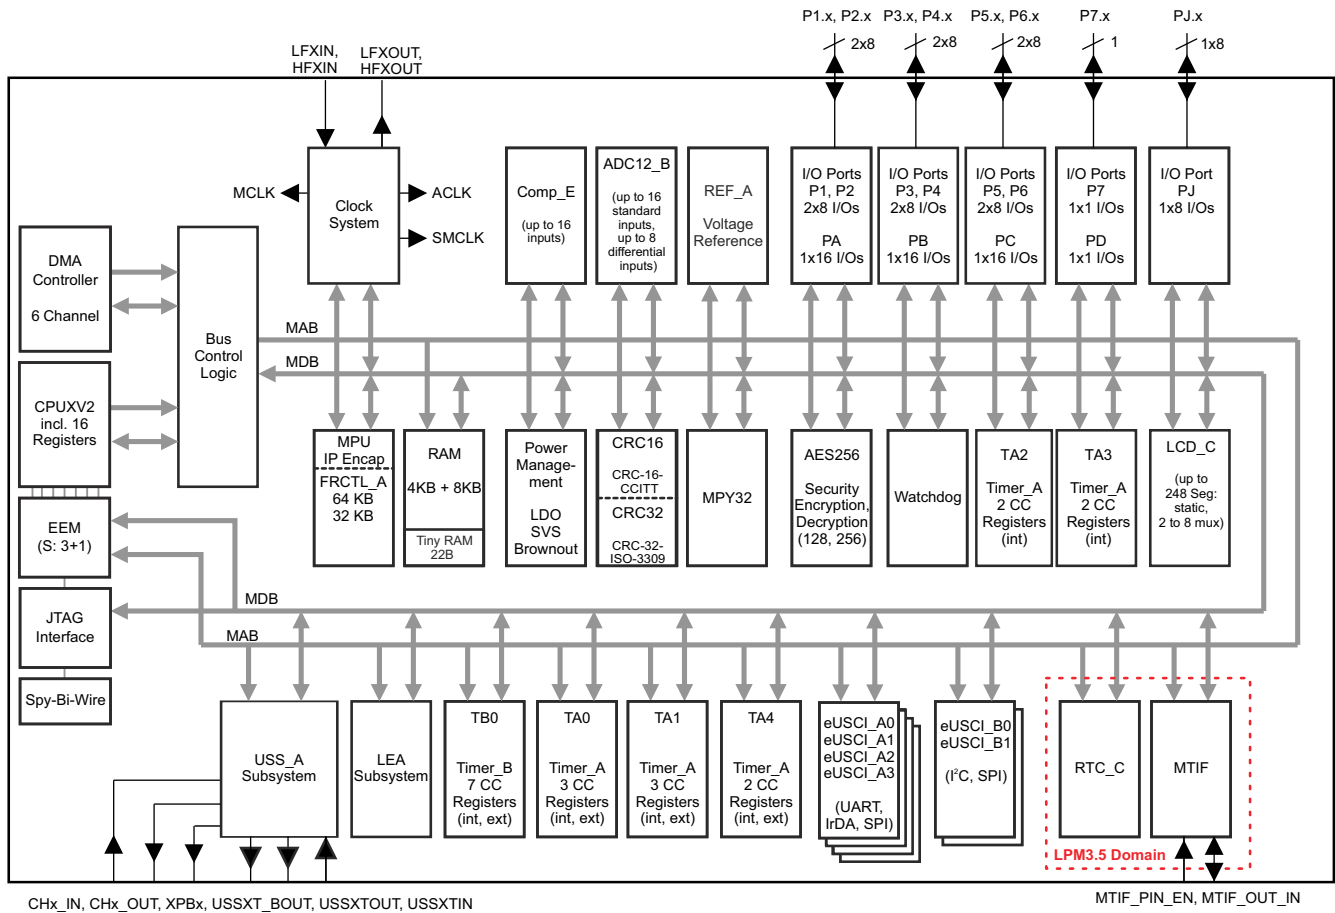 P1.x, P2.x
P3.x, P4.x
P5.x, P6.x
P7.x
PJ.x
2x8
2x8
2x8
1
1x8
LFXIN,
HFXIN
LFXOUT,
HFXOUT
MCLK
Clock
System
ACLK
SMCLK
Comp_E
(up to 16
inputs)
ADC12_B
(up to 16
standard
inputs,
up to 8
differential
inputs)
REF_A
Voltage
Reference
I/O Ports
P1, P2
2x8 I/Os
PA
1x16 I/Os
I/O Ports
P3, P4
2x8 I/Os
PB
1x16 I/Os
I/O Ports
P5, P6
2x8 I/Os
PC
1x16 I/Os
I/O Ports
P7
1x1 I/Os
PD
1x1 I/Os
I/O Port
PJ
1x8 I/Os
DMA
Controller
6 Channel
Bus
Control
Logic
MAB
MDB
CPUXV2
incl. 16
Registers
MPU
IP Encap
FRCTL_A
64 KB
32 KB
RAM
4KB + 8KB
Tiny RAM
22B
Power
Manage-
ment
LDO
SVS
Brownout
CRC16
CRC-16-
CCITT
CRC32
CRC-32-
ISO-3309
MPY32
AES256
Security
Encryption,
Decryption
(128, 256)
Watchdog
TA2
Timer_A
2 CC
Registers
(int)
TA3
Timer_A
2 CC
Registers
(int)
LCD_C
(up to
248 Seg:
static,
2 to 8 mux)
EEM
(S: 3+1)
JTAG
Interface
Spy-Bi-Wire
MDB
MAB
USS_A
Subsystem
LEA
Subsystem
TB0
Timer_B
7 CC
Registers
(int, ext)
TA0
Timer_A
3 CC
Registers
(int, ext)
TA1
Timer_A
3 CC
Registers
(int, ext)
TA4
Timer_A
2 CC
Registers
(int, ext)
eUSCI_A0
eUSCI_A1
eUSCI_A2
eUSCI_A3
(UART,
IrDA, SPI)
eUSCI_B0
eUSCI_B1
(I²C, SPI)
RTC_C
MTIF
LPM3.5 Domain
CHx_IN, CHx_OUT, XPBx, USSXT_BOUT, USSXTOUT, USSXTIN
MTIF_PIN_EN, MTIF_OUT_IN